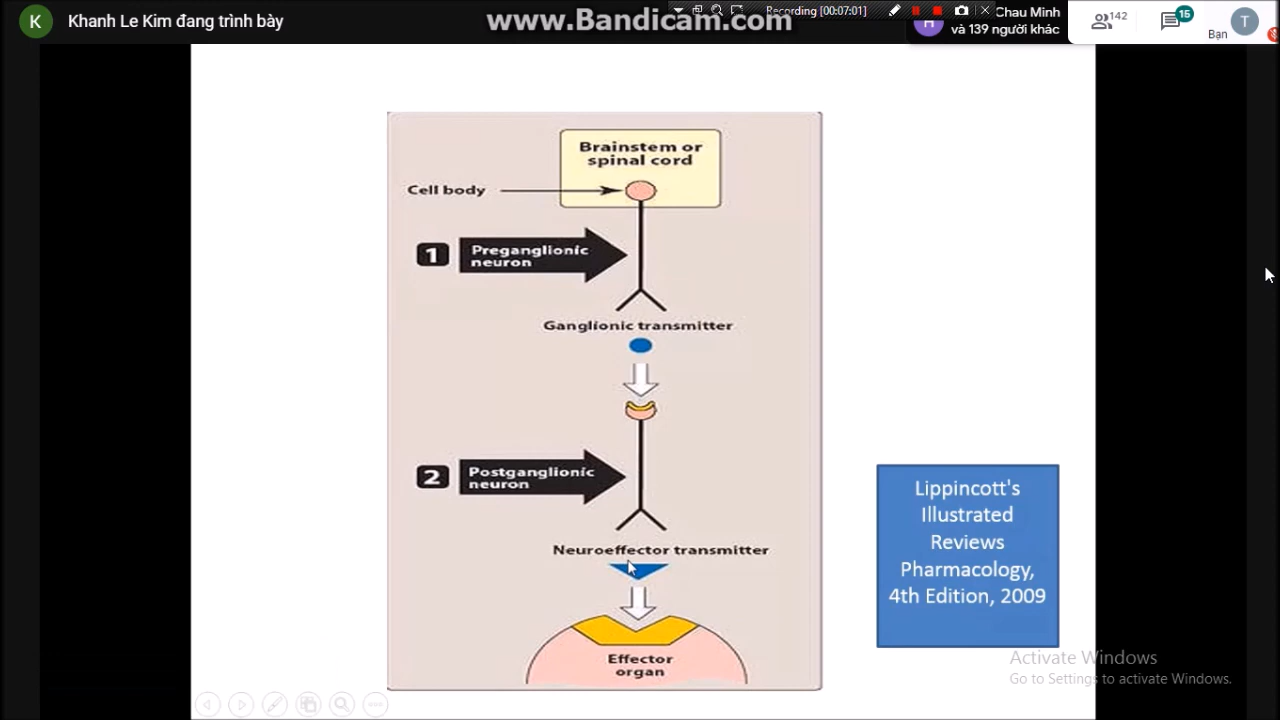 K
Khanh Le Kim đang trình bày
www.Bandicam.com
Recording [00:07:01]
Chau Minh
và 139 người khác
142
15
Bạn
T
Brainstem or
spinal cord
Cell body
1
Preganglionic
neuron
Ganglionic transmitter
2
Postganglionic
neuron
Neuroeffector transmitter
Effector
organ
Lippincott's
Illustrated
Reviews
Pharmacology,
4th Edition, 2009
Activate Windows
Go to Settings to activate Windows.